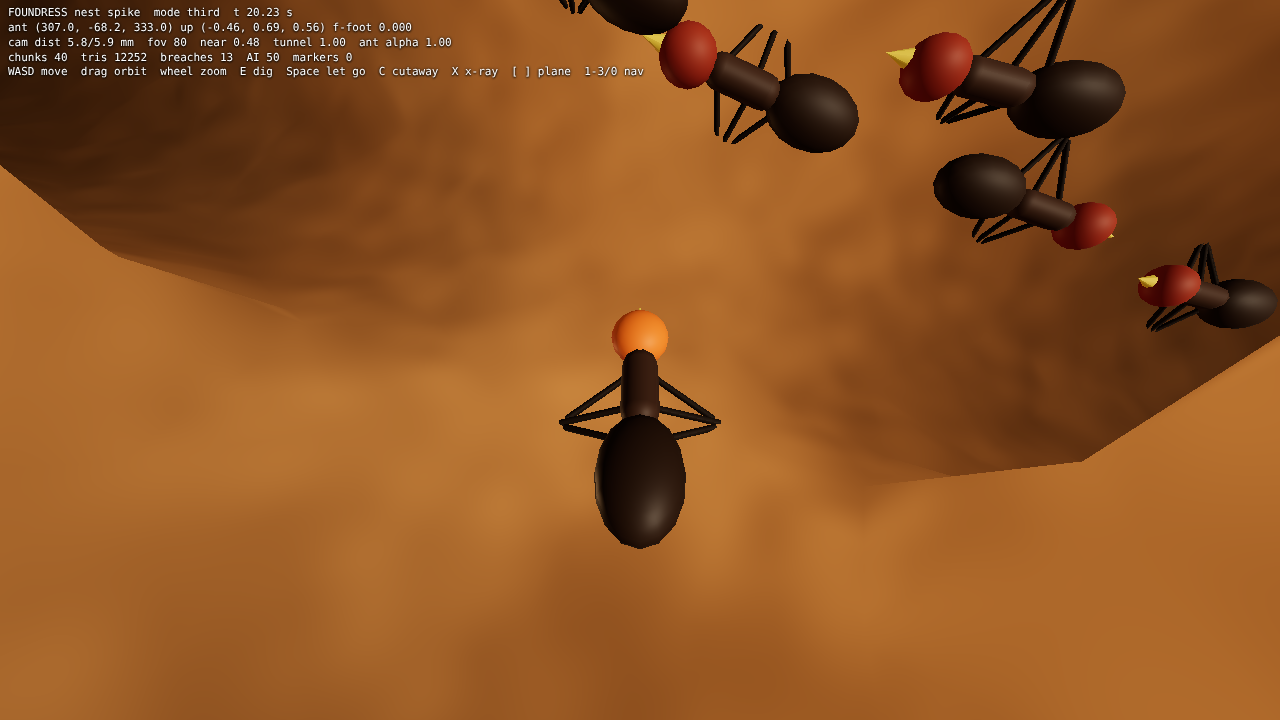 FOUNDRESS nest spike  mode third  t 20.23 s
ant (307.0, -68.2, 333.0) up (-0.46, 0.69, 0.56) f-foot 0.000
cam dist 5.8/5.9 mm  fov 80  near 0.48  tunnel 1.00  ant alpha 1.00
chunks 40  tris 12252  breaches 13  AI 50  markers 0
WASD move  drag orbit  wheel zoom  E dig  Space let go  C cutaway  X x-ray  [ ] plane  1-3/0 nav